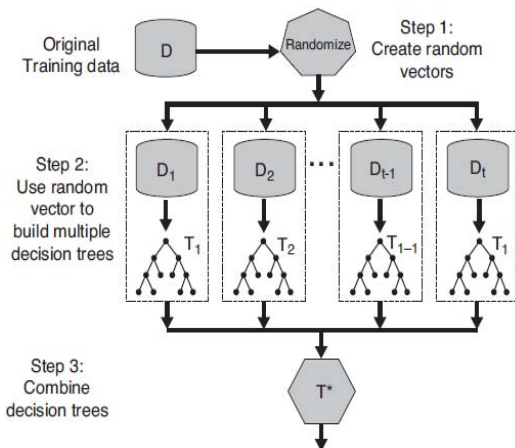 Original
Training data
D
Randomize
Step 1:
Create random
vectors
Step 2:
Use random
vector to
build multiple
decision trees
D1
D2
...
Dt-1
Dt
T1
T2
T1–1
T1
Step 3:
Combine
decision trees
T*